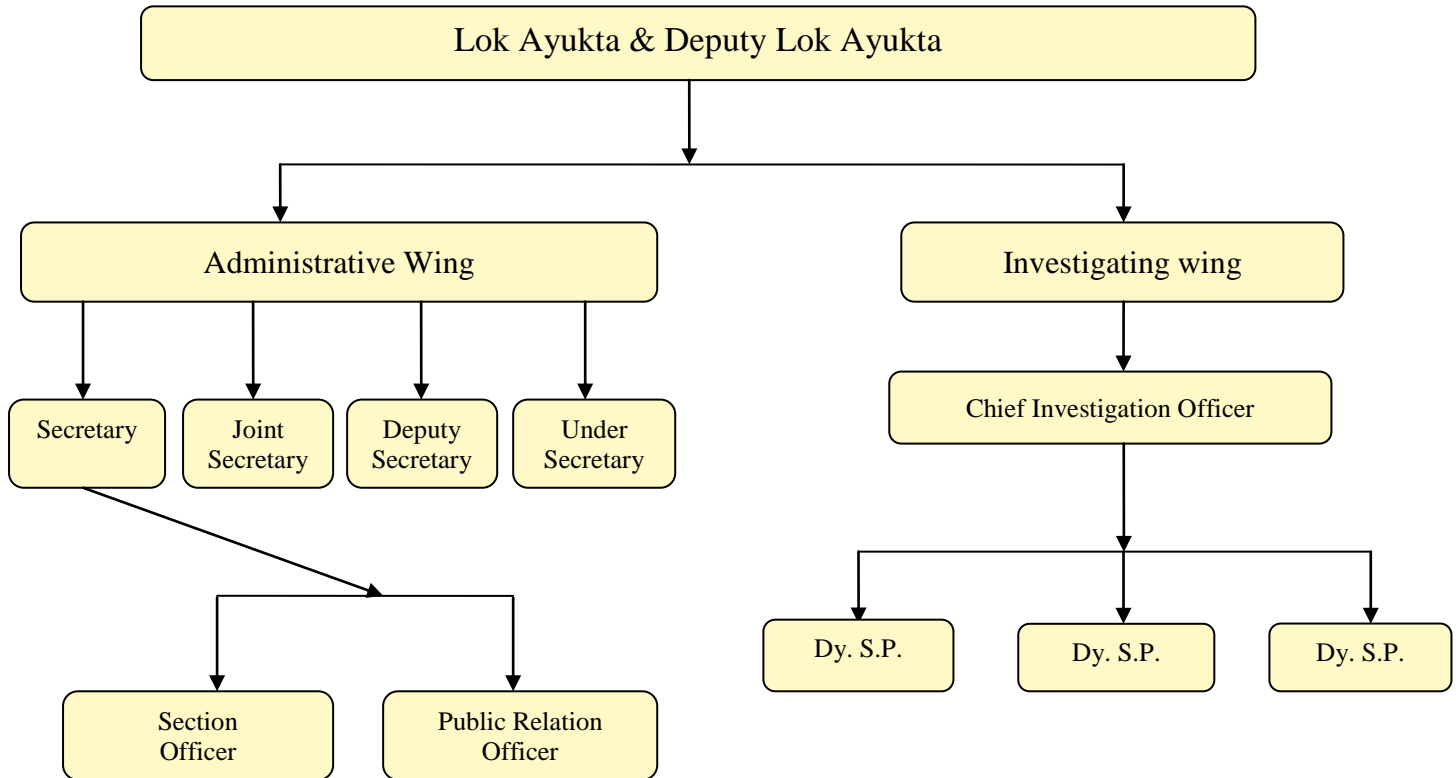 Lok Ayukta & Deputy Lok Ayukta
Administrative Wing
Investigating wing
Secretary
Joint
Secretary
Deputy
Secretary
Under
Secretary
Chief Investigation Officer
Dy. S.P.
Dy. S.P.
Dy. S.P.
Section
Officer
Public Relation
Officer